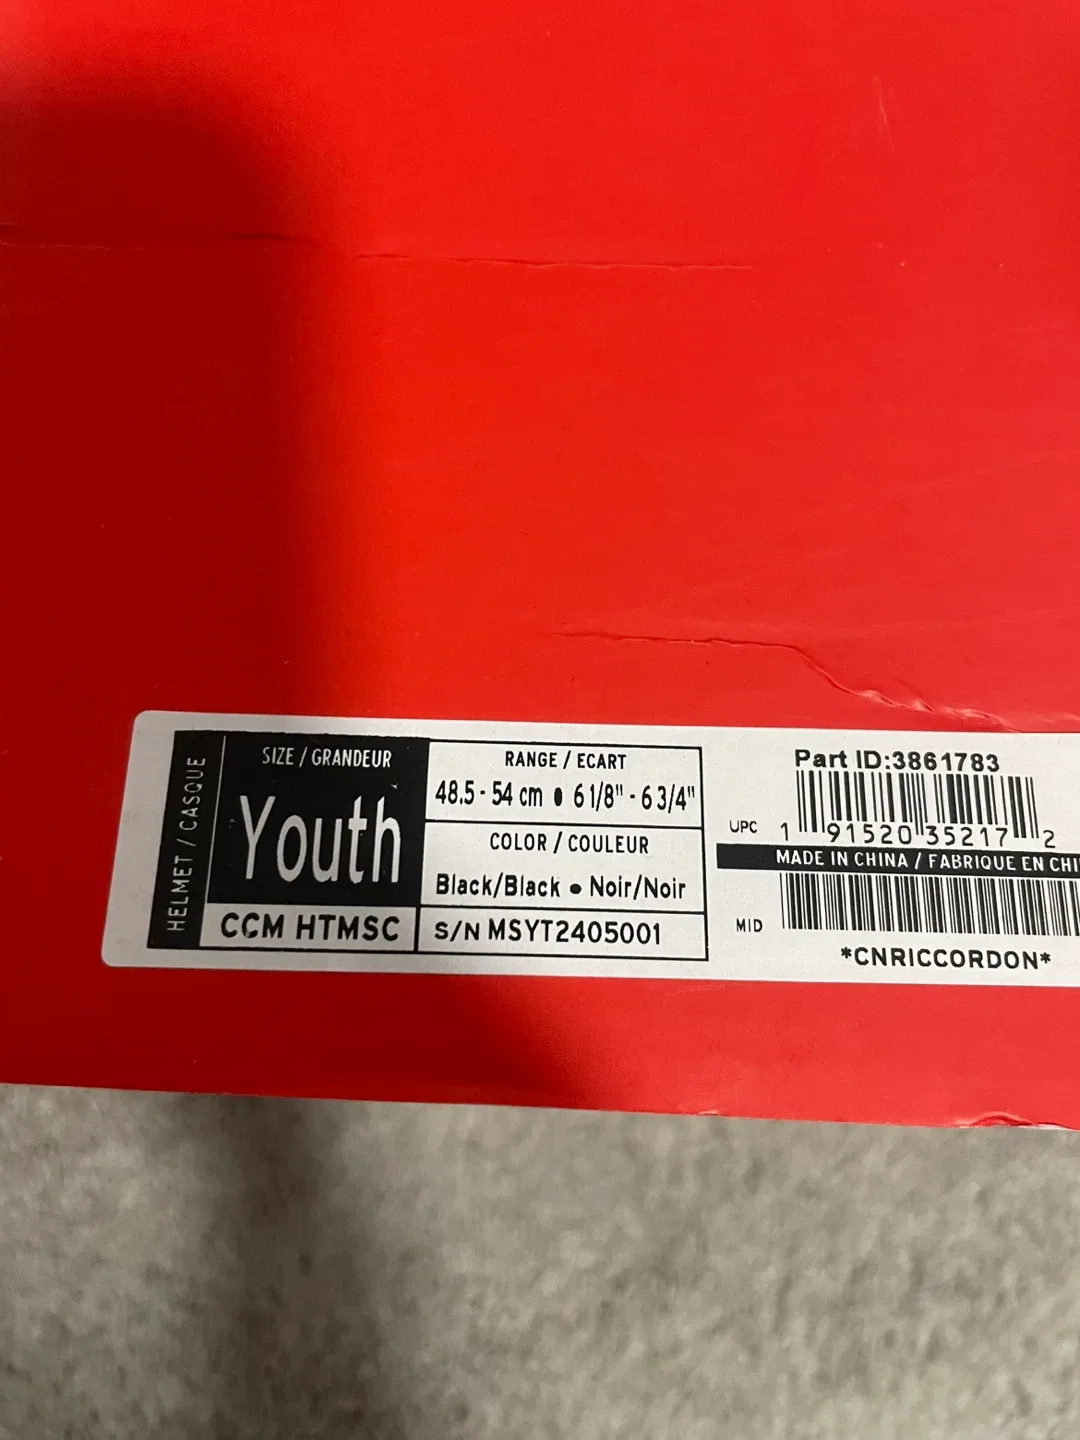 HELMET / CASQUE
SIZE / GRANDEUR
Youth
CCM HTMSC
RANGE / ECART
48.5 - 54 cm • 6 1/8" - 6 3/4"
COLOR / COULEUR
Black/Black • Noir/Noir
S/N MSYT2405001
Part ID:3861783
UPC
1 91520 35217 2
MADE IN CHINA / FABRIQUE EN
MID
*CNRICCORDON*